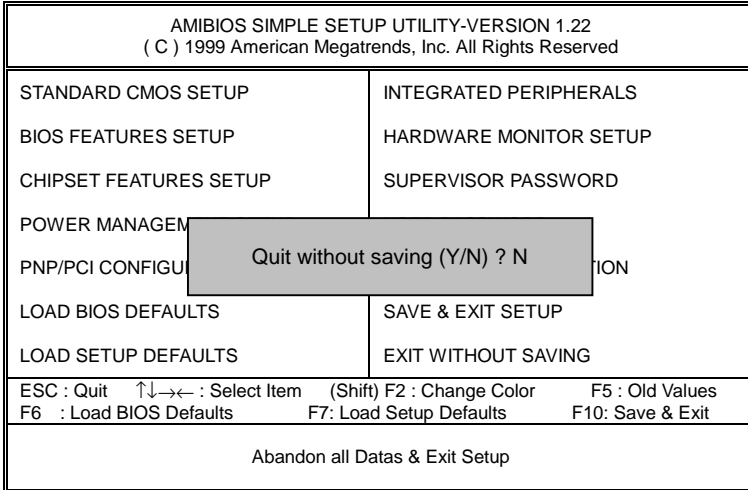 AMIBIOS SIMPLE SETUP UTILITY-VERSION 1.22
( C ) 1999 American Megatrends, Inc. All Rights Reserved
STANDARD CMOS SETUP
BIOS FEATURES SETUP
CHIPSET FEATURES SETUP
POWER
PNP/PCI
LOAD BIOS DEFAULTS
LOAD SETUP DEFAULTS
INTEGRATED PERIPHERALS
HARDWARE MONITOR SETUP
SUPERVISOR PASSWORD
SAVE & EXIT SETUP
EXIT WITHOUT SAVING
Quit without saving (Y/N) ? N
ESC : Quit ↑↓→← : Select Item (Shift) F2 : Change Color F5 : Old Values
F6 : Load BIOS Defaults F7: Load Setup Defaults F10: Save & Exit
Abandon all Datas & Exit Setup